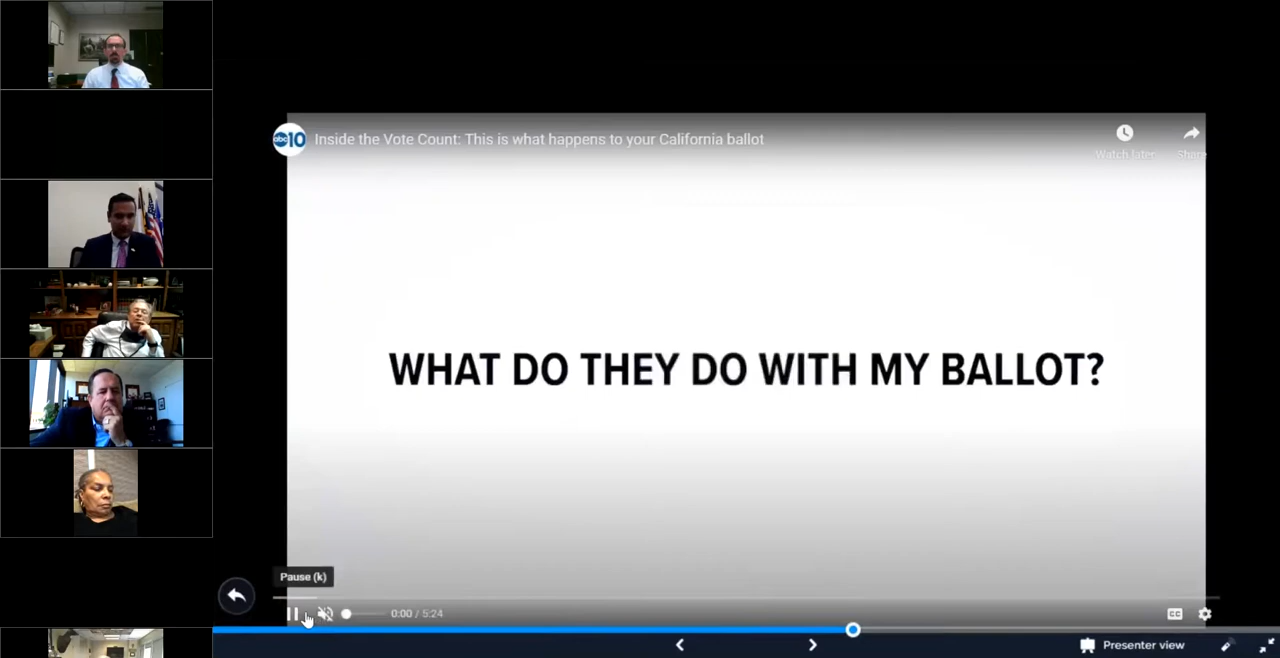 abc10 Inside the Vote Count: This is what happens to your California ballot
Watch later
Share
WHAT DO THEY DO WITH MY BALLOT?
Pause (k)
0:00 / 5:24
CC
Presenter view